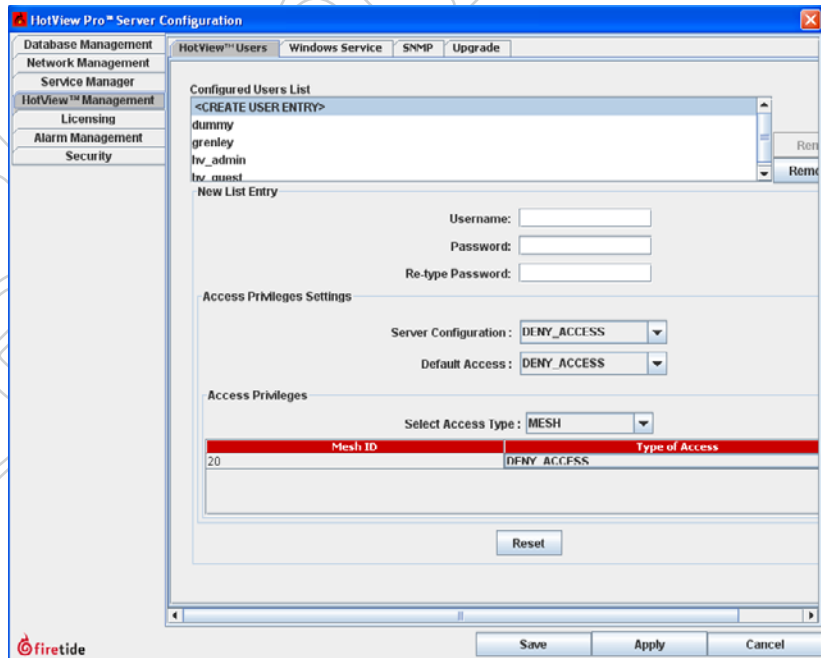 HotView Pro™ Server Configuration
Database Management
Network Management
Service Manager
HotView™ Management
Licensing
Alarm Management
Security
HotView™ Users Windows Service SNMP Upgrade
Configured Users List
<CREATE USER ENTRY>
dummy
grenley
hv_admin
hv_guest
Ren
Remo
New List Entry
Username:
Password:
Re-type Password:
Access Privileges Settings
Server Configuration : DENY_ACCESS
Default Access : DENY_ACCESS
Access Privileges
Select Access Type : MESH
Mesh ID Type of Access
20 DENY_ACCESS
Reset
firetide
Save Apply Cancel